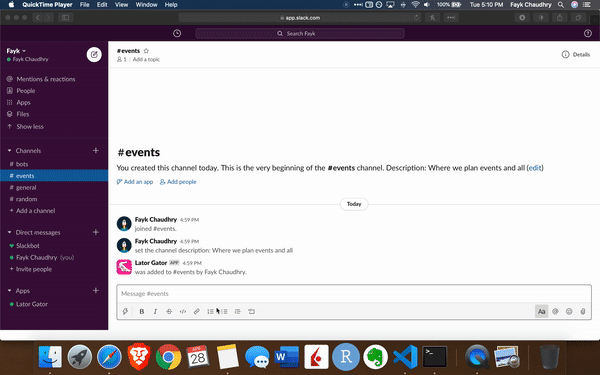 QuickTime Player File Edit View Window Help 100% Tue 5:10 PM Fayk Chaudhry
app.slack.com
Search Fayk
Fayk
Fayk Chaudhry
Mentions & reactions
People
Apps
Files
Show less
Channels
# bots
# events
# general
# random
+ Add a channel
Direct messages
Slackbot
Fayk Chaudhry (you)
+ Invite people
Apps
Lator Gator
#events
1 | Add a topic
Details
#events
You created this channel today. This is the very beginning of the #events channel. Description: Where we plan events and all (edit)
Add an app Add people
Today
Fayk Chaudhry 4:59 PM
joined #events.
Fayk Chaudhry 4:59 PM
set the channel description: Where we plan events and all
Lator Gator APP 4:59 PM
was added to #events by Fayk Chaudhry.
Message #events
B I S </> Aa @
APR
28
W
R
</>
>_